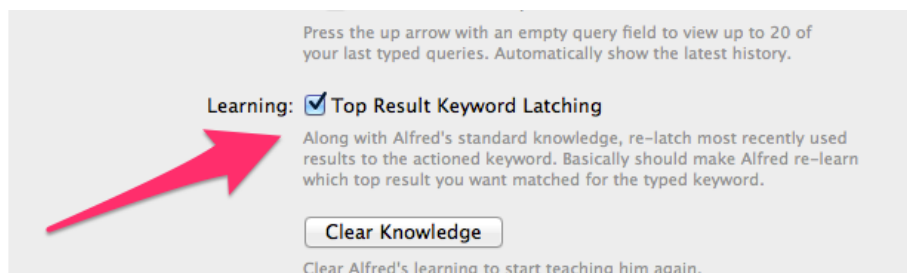 Press the up arrow with an empty query field to view up to 20 of
your last typed queries. Automatically show the latest history.
Learning: Top Result Keyword Latching
Along with Alfred's standard knowledge, re-latch most recently used
results to the actioned keyword. Basically should make Alfred re-learn
which top result you want matched for the typed keyword.
Clear Knowledge
Clear Alfred's learning to start teaching him again.